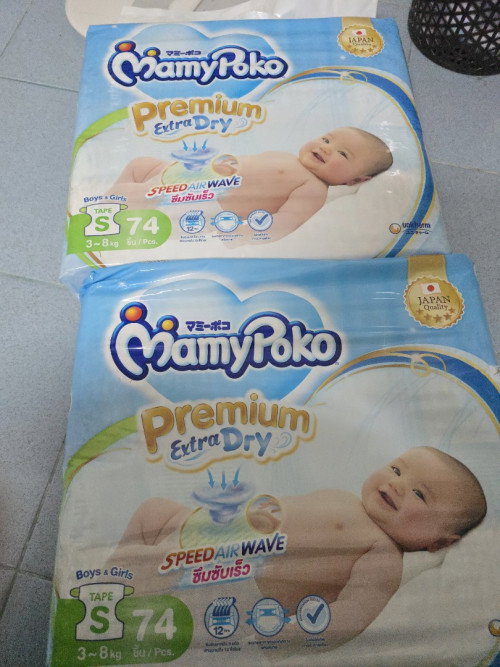 マミーポコ
MamyPoko
JAPAN
Quality
Premium
Extra Dry
SPEED AIR WAVE
ซึมซับเร็ว
Boys & Girls
TAPE
S
3~8 kg
74
ชิ้น / Pcs.
12
unicharm
マミーポコ
MamyPoko
JAPAN
Quality
Premium
Extra Dry
SPEED AIR WAVE
ซึมซับเร็ว
Boys & Girls
TAPE
S
3~8 kg
74
ชิ้น / Pcs.
12